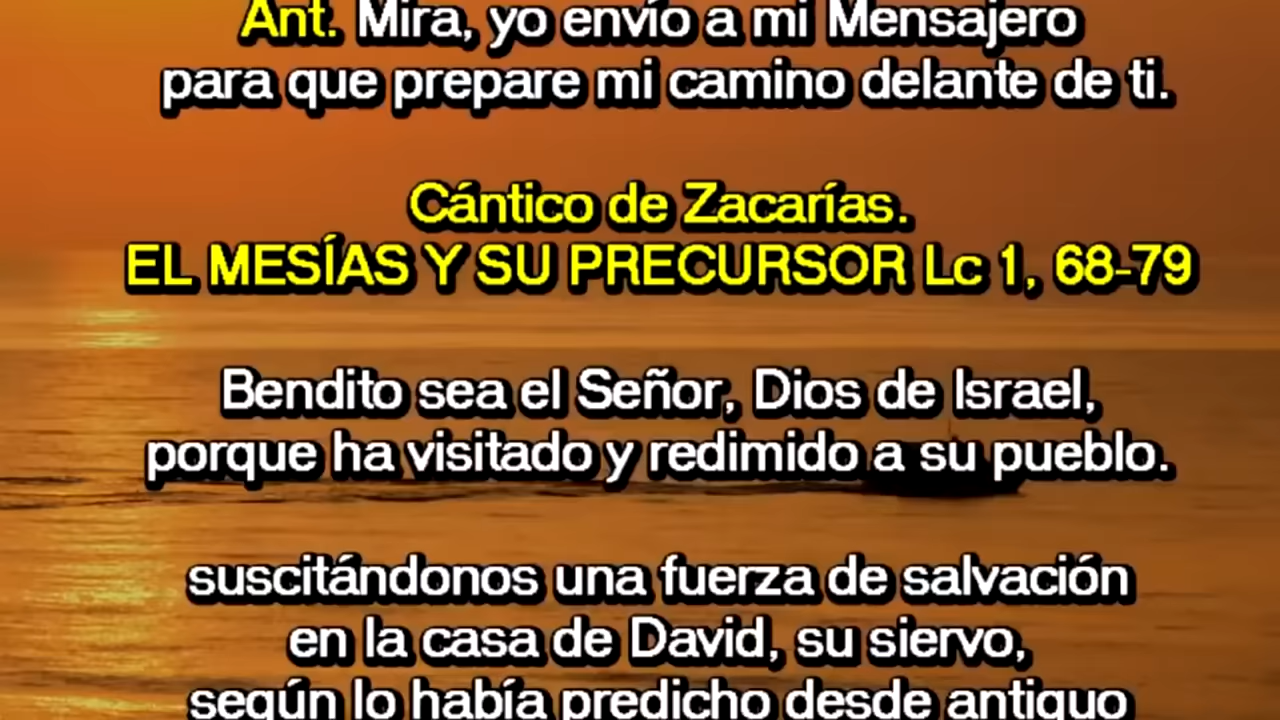 Ant. Mira, yo envío a mi Mensajero
para que prepare mi camino delante de ti.
Cántico de Zacarías.
EL MESÍAS Y SU PRECURSOR Lc 1, 68-79
Bendito sea el Señor, Dios de Israel,
porque ha visitado y redimido a su pueblo.
suscitándonos una fuerza de salvación
en la casa de David, su siervo,
según lo había predicho desde antiguo